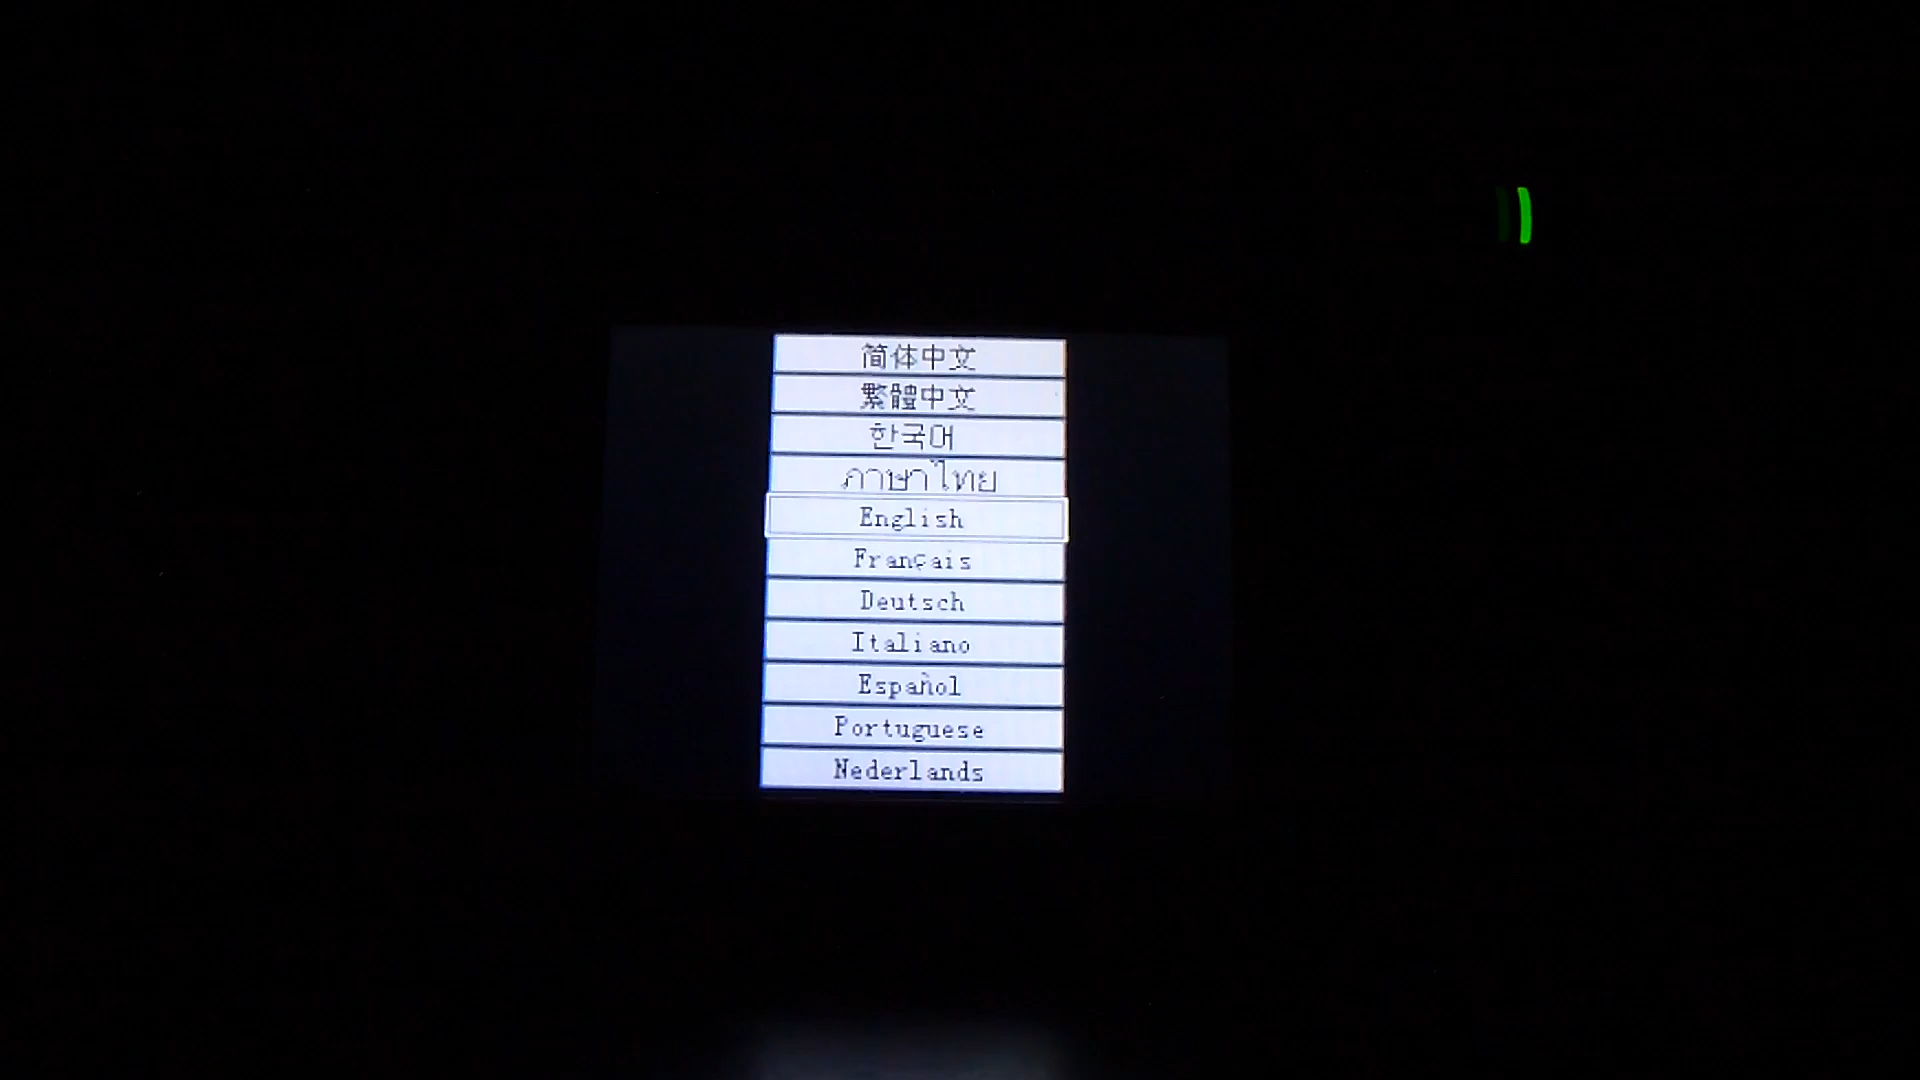 简体中文
繁體中文
한국어
ภาษาไทย
English
Français
Deutsch
Italiano
Español
Portuguese
Nederlands